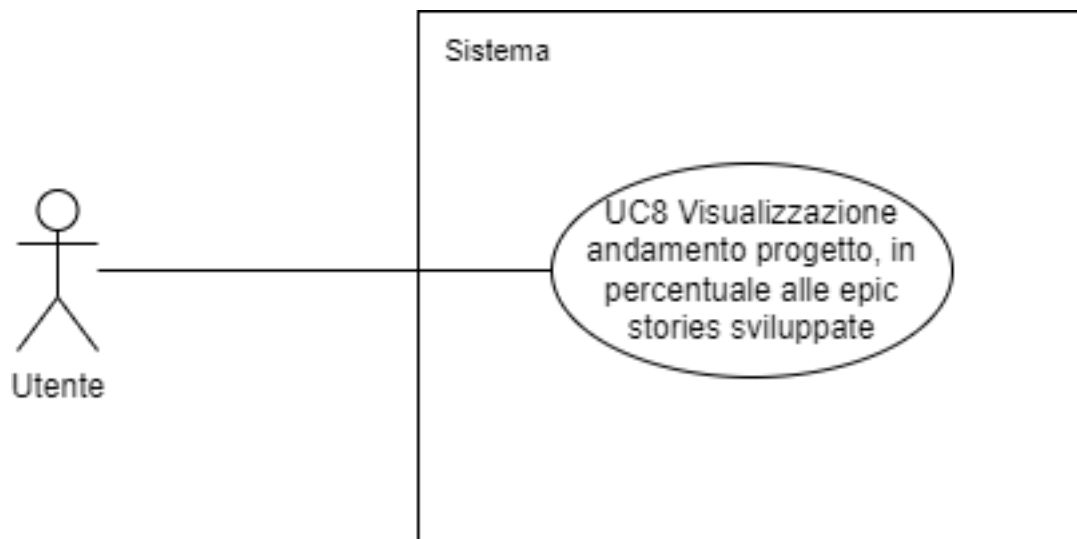 Sistema
UC8 Visualizzazione
andamento progetto, in
percentuale alle epic
stories sviluppate
Utente